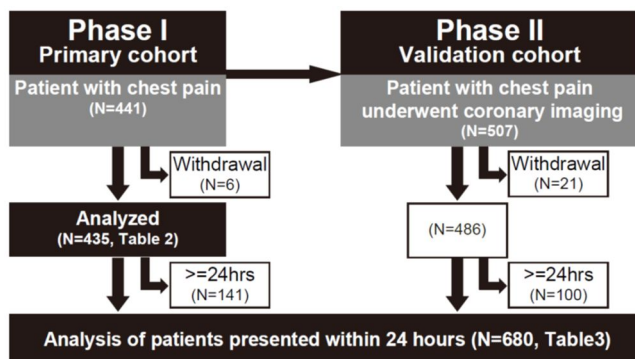 Phase I
Primary cohort
Patient with chest pain
(N=441)
Withdrawal
(N=6)
Analyzed
(N=435, Table 2)
>=24hrs
(N=141)
Phase II
Validation cohort
Patient with chest pain
underwent coronary imaging
(N=507)
Withdrawal
(N=21)
(N=486)
>=24hrs
(N=100)
Analysis of patients presented within 24 hours (N=680, Table3)